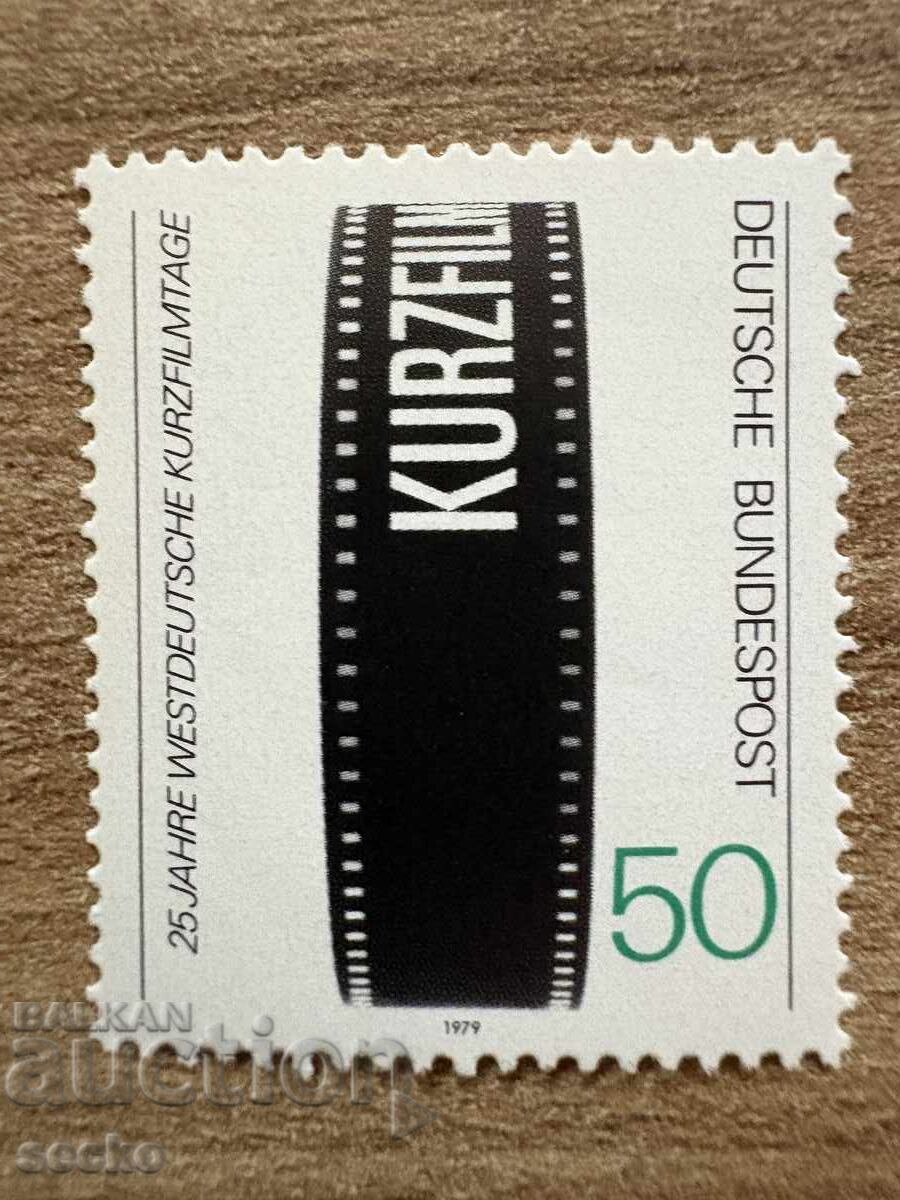 25 JAHRE WESTDEUTSCHE KURZFILMTAGE
KURZFILM
DEUTSCHE BUNDESPOST
50
1979
BALKAN
auction
secko